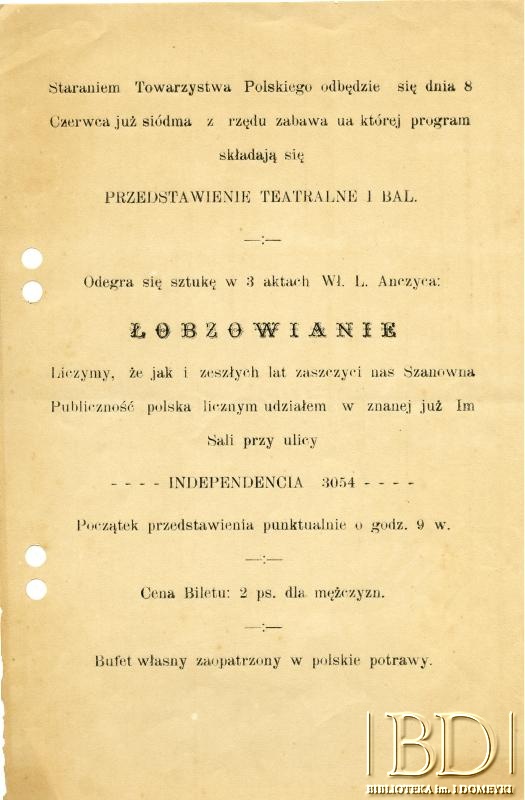 Staraniem Towarzystwa Polskiego odbędzie się dnia 8
Czerwca już siódma z rzędu zabawa ua której program
składają się
PRZEDSTAWIENIE TEATRALNE I BAL.
—:—
Odegra się sztukę w 3 aktach Wł. L. Anczyca:
ŁOBZOWIANIE
Liczymy, że jak i zeszłych lat zaszczyci nas Szanowna
Publiczność polska licznym udziałem w znanej już Im
Sali przy ulicy
- - - - INDEPENDENCIA 3054 - - - -
Początek przedstawienia punktualnie o godz. 9 w.
—:—
Cena Biletu: 2 ps. dla mężczyzn.
—:—
Bufet własny zaopatrzony w polskie potrawy.
|BD|
BIBLIOTEKA im. I DOMEYKI